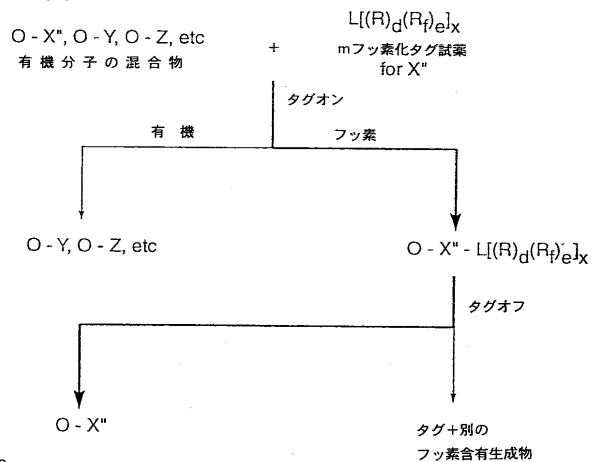 O - X", O - Y, O - Z, etc
有機分子の混合物
+
L[(R)d(Rf)e]x
mフッ素化タグ試薬
for X"
タグオン
有 機
フッ素
O - Y, O - Z, etc
O - X" - L[(R)d(Rf)e]x
タグオフ
O - X"
タグ+別の
フッ素含有生成物